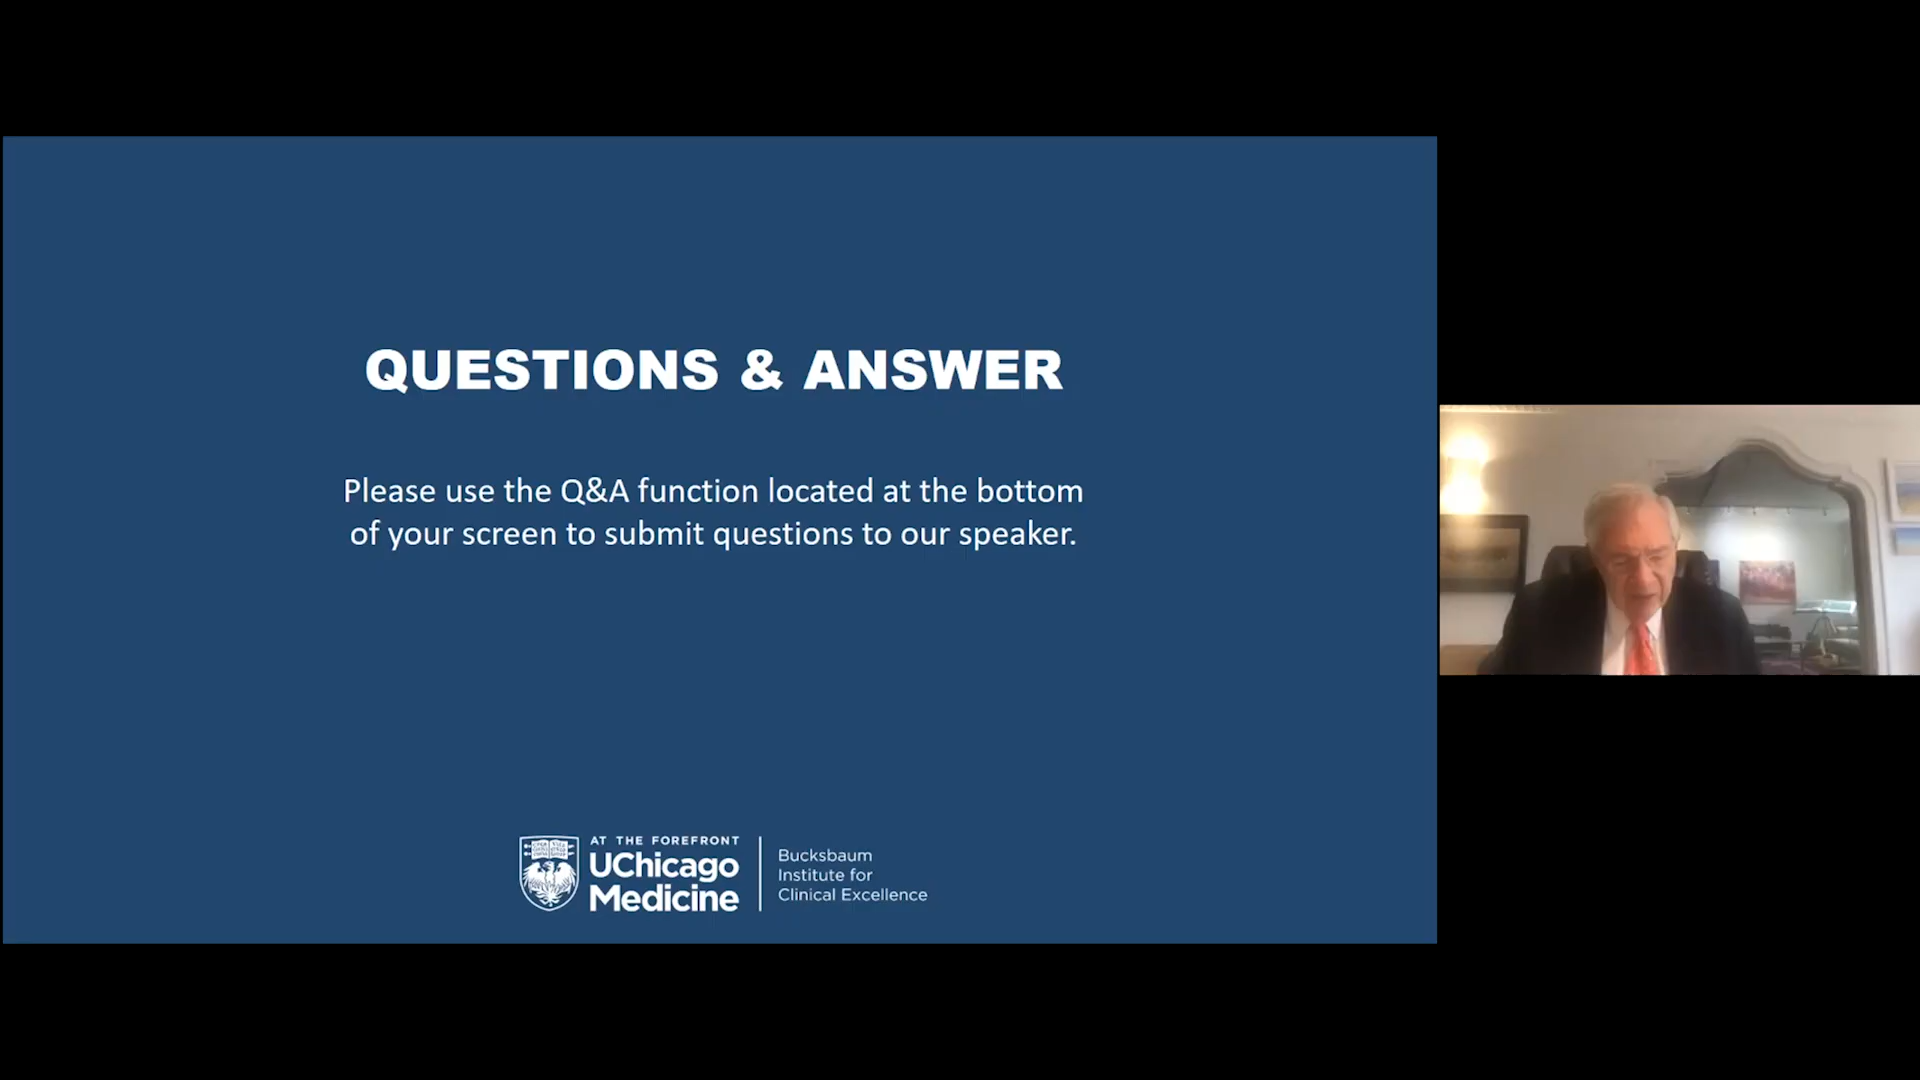 QUESTIONS & ANSWER
Please use the Q&A function located at the bottom
of your screen to submit questions to our speaker.
AT THE FOREFRONT
UChicago
Medicine
Bucksbaum
Institute for
Clinical Excellence